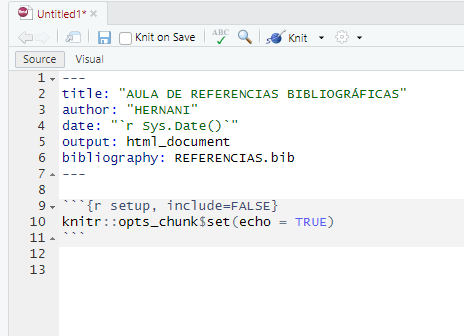 Untitled1*
Knit on Save
ABC
Knit
Source Visual
1 ---
2 title: "AULA DE REFERENCIAS BIBLIOGRÁFICAS"
3 author: "HERNANI"
4 date: "`r Sys.Date()`"
5 output: html_document
6 bibliography: REFERENCIAS.bib
7 ---
8
9 ```{r setup, include=FALSE}
10 knitr::opts_chunk$set(echo = TRUE)
11 ```
12
13